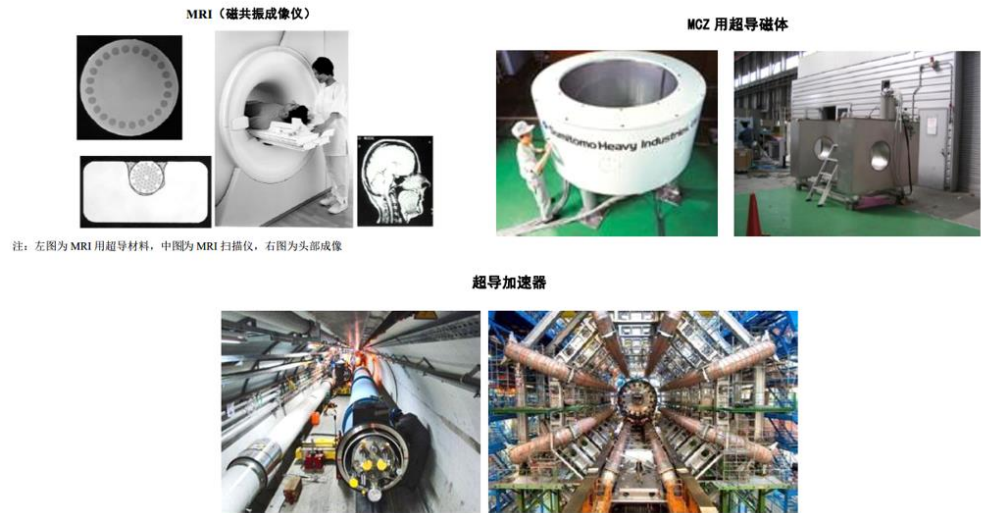 MRI（磁共振成像仪）
MCZ 用超导磁体
Sumitomo Heavy Industries
注：左图为 MRI 用超导材料，中图为 MRI 扫描仪，右图为头部成像
超导加速器